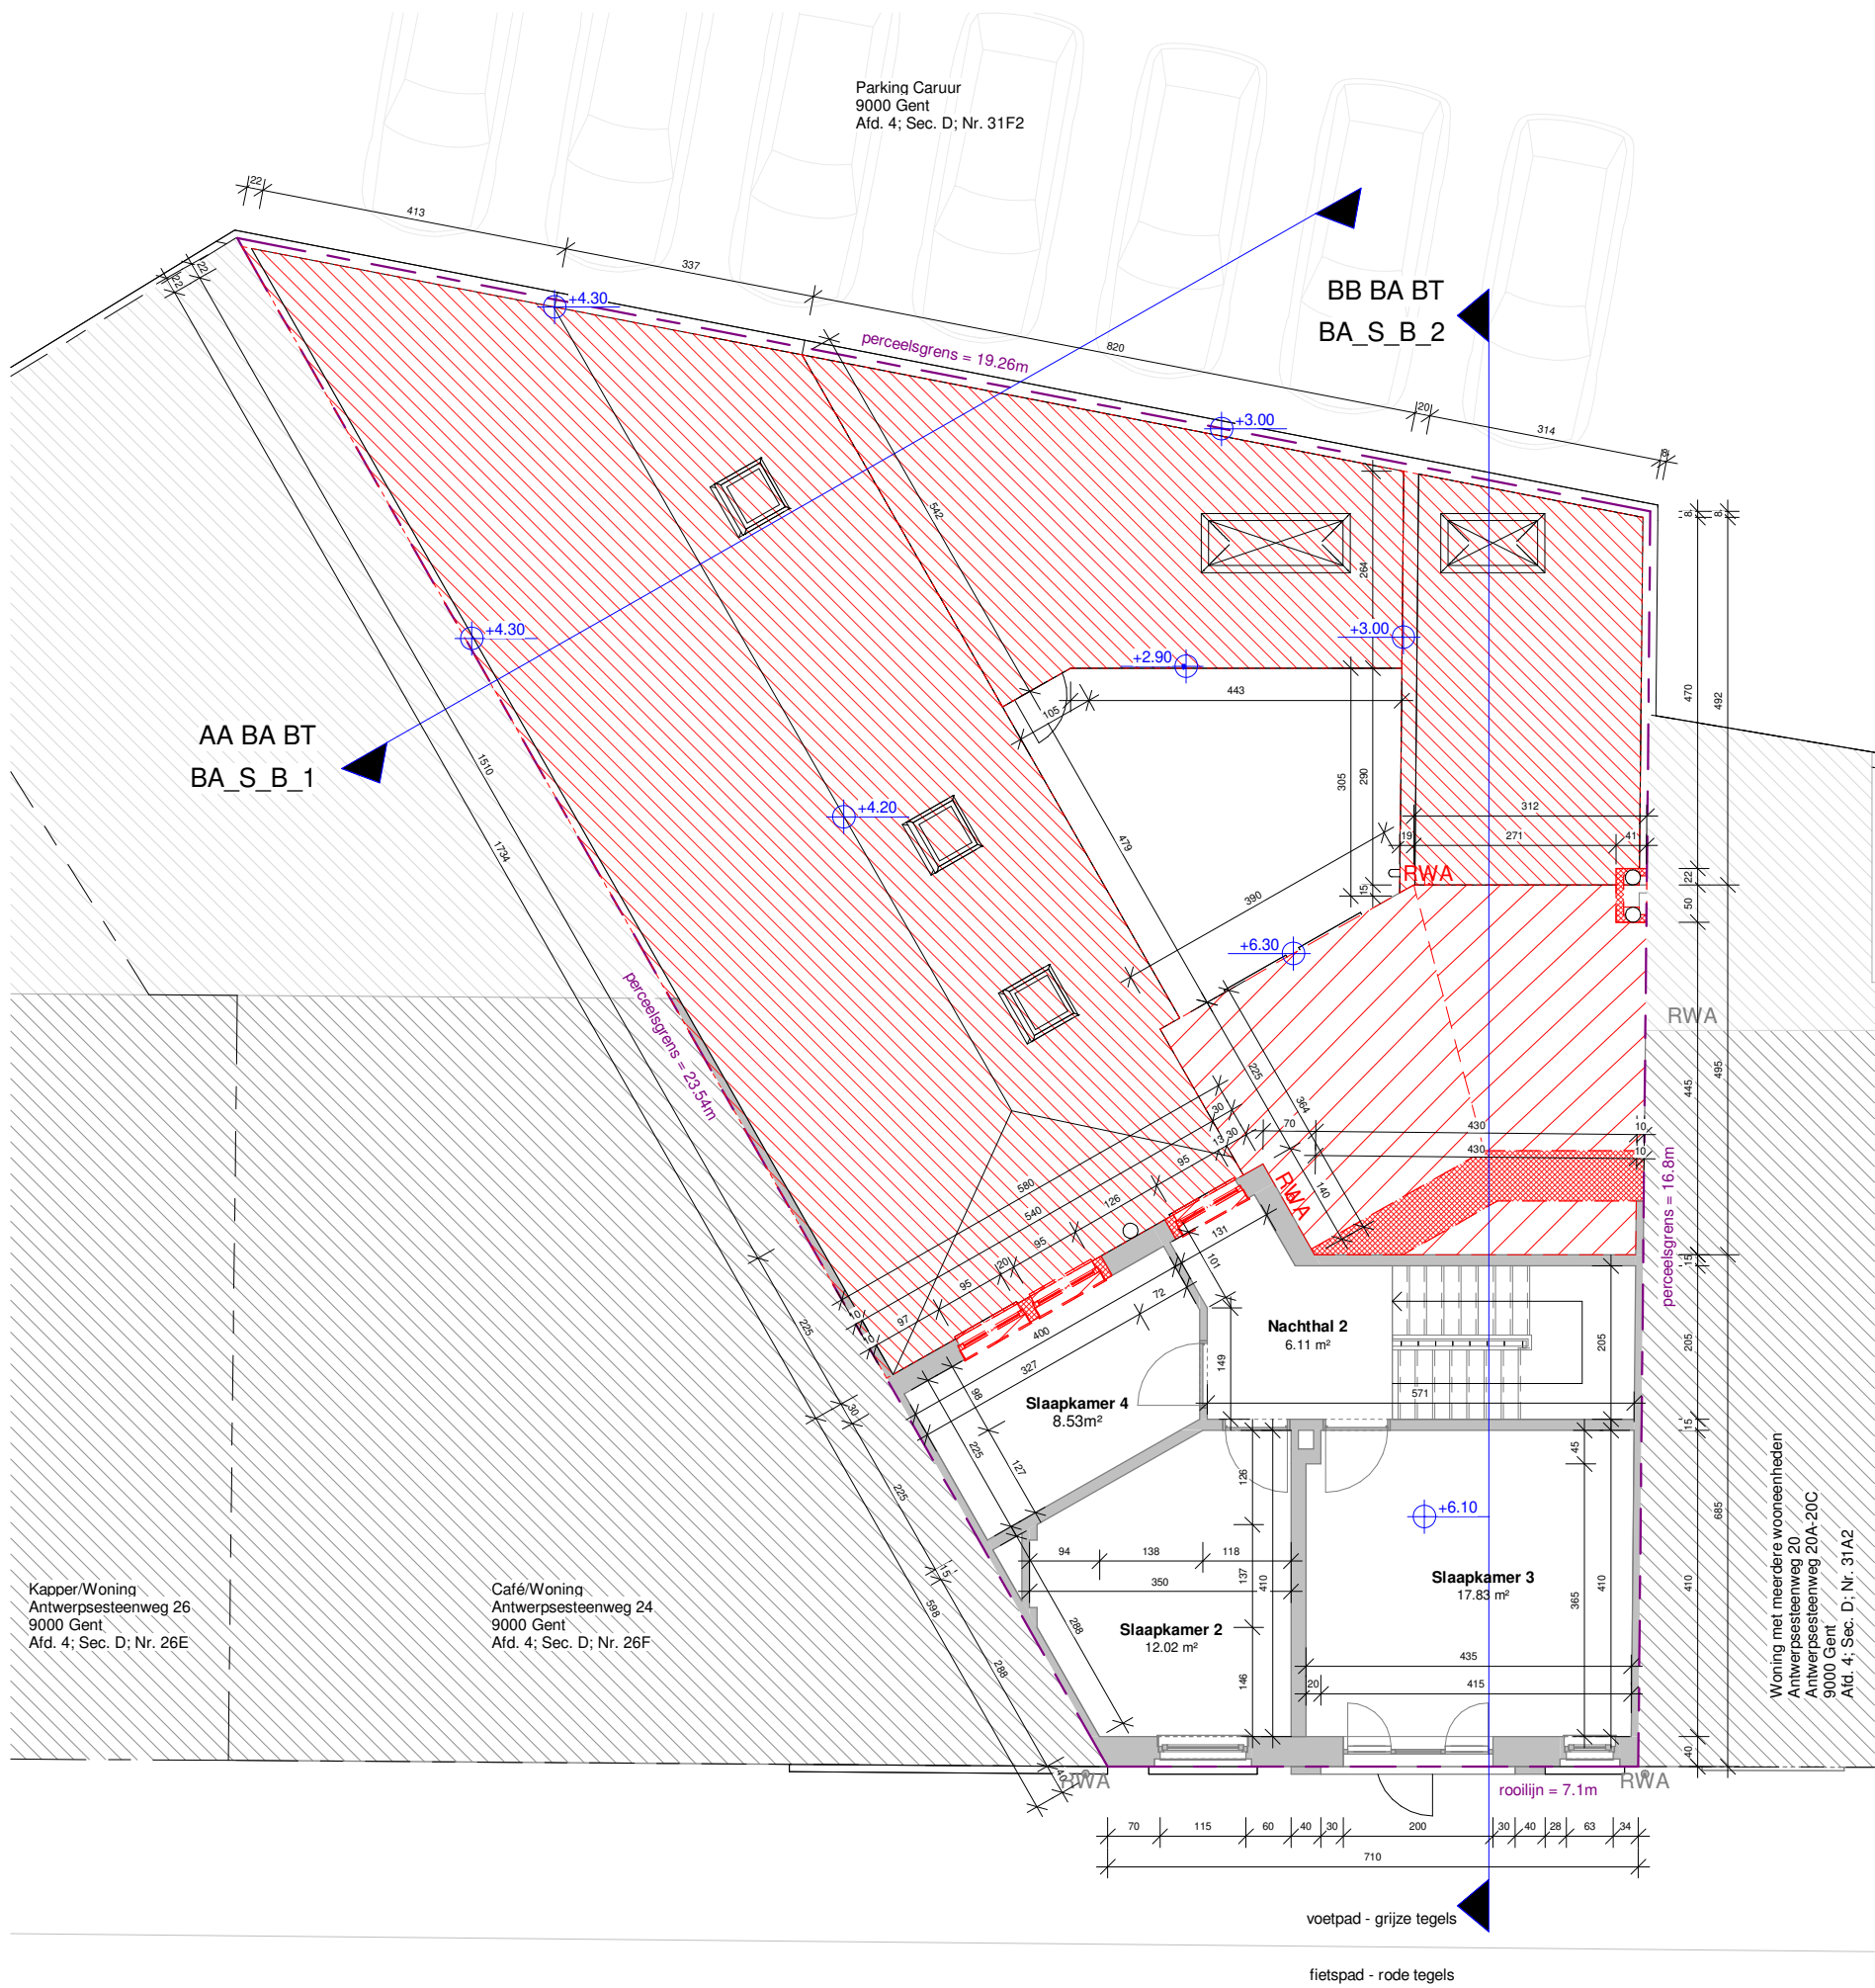 Parking Caruur
9000 Gent
Afd. 4; Sec. D; Nr. 31F2
22
413
337
820
20
314
8
22
22
+4.30
perceelsgrens = 19.26m
BB BA BT
BA_S_B_2
+3.00
542
8
8
264
470
492
+4.30
+3.00
+2.90
443
105
AA BA BT
BA_S_B_1
1510
305
290
312
+4.20
19
271
41
479
1734
RWA
15
22
50
390
+6.30
RWA
perceelsgrens = 23.54m
225
364
445
495
30
70
430
10
13
30
430
10
95
RWA
140
580
540
126
131
95
101
20
95
97
10
10
72
400
327
perceelsgrens = 16.8m
15
225
Nachthal 2
6.11 m²
149
205
205
571
98
Slaapkamer 4
8.53m²
30
15
225
127
225
126
45
+6.10
94
138
118
350
137
410
365
410
410
685
15
598
288
288
Slaapkamer 3
17.83 m²
Slaapkamer 2
12.02 m²
146
435
20
415
40
Kapper/Woning
Antwerpsesteenweg 26
9000 Gent
Afd. 4; Sec. D; Nr. 26E
Café/Woning
Antwerpsesteenweg 24
9000 Gent
Afd. 4; Sec. D; Nr. 26F
Woning met meerdere wooneenheden
Antwerpsesteenweg 20
Antwerpsesteenweg 20A-20C
9000 Gent
Afd. 4; Sec. D; Nr. 31A2
40
RWA
RWA
rooilijn = 7.1m
70
115
60
40
30
200
30
40
28
63
34
710
voetpad - grijze tegels
fietspad - rode tegels